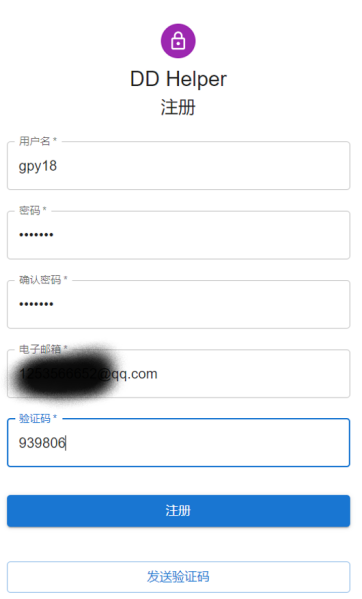 DD Helper
注册
用户名 *
gpy18
密码 *
•••••••
确认密码 *
•••••••
电子邮箱 *
@qq.com
验证码 *
939806
注册
发送验证码